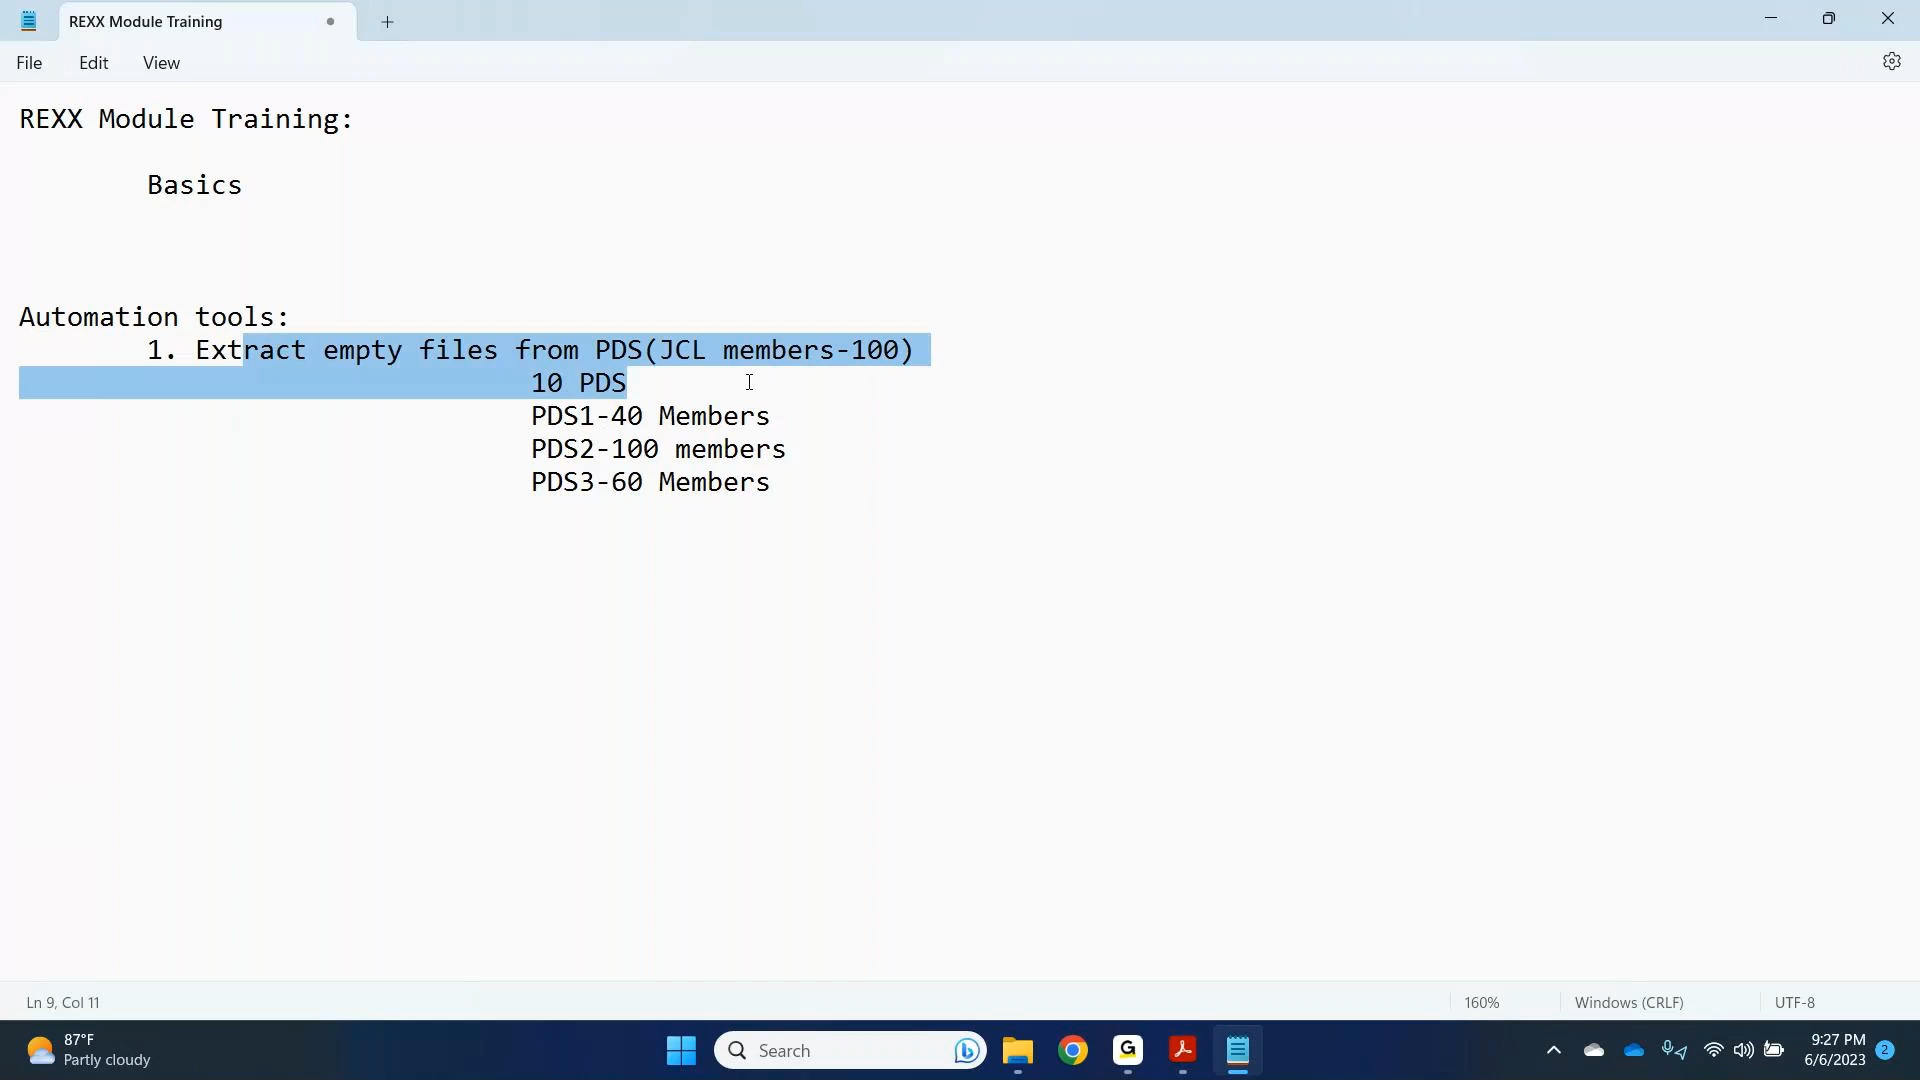 REXX Module Training
File Edit View
REXX Module Training:
Basics
Automation tools:
1. Extract empty files from PDS(JCL members-100)
10 PDS
PDS1-40 Members
PDS2-100 members
PDS3-60 Members
Ln 9, Col 11 160% Windows (CRLF) UTF-8
87°F
Partly cloudy
Search
G
9:27 PM
6/6/2023 2